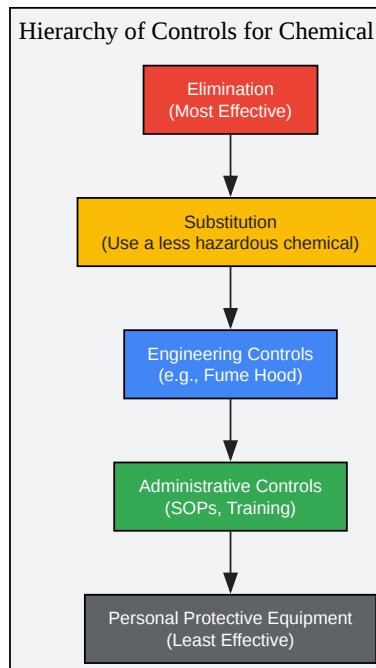 Hierarchy of Controls for Chemical
Elimination
(Most Effective)
Substitution
(Use a less hazardous chemical)
Engineering Controls
(e.g., Fume Hood)
Administrative Controls
(SOPs, Training)
Personal Protective Equipment
(Least Effective)